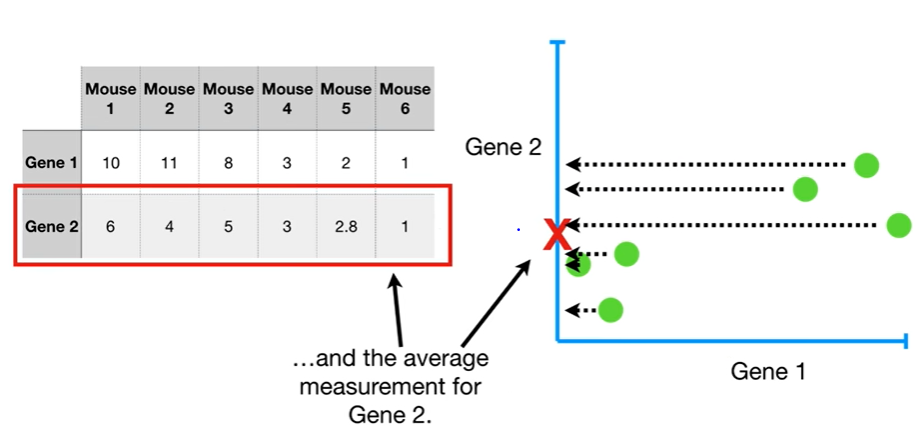 Mouse 1 Mouse 2 Mouse 3 Mouse 4 Mouse 5 Mouse 6
Gene 1 10 11 8 3 2 1
Gene 2 6 4 5 3 2.8 1
...and the average
measurement for
Gene 2.
Gene 2
X
Gene 1